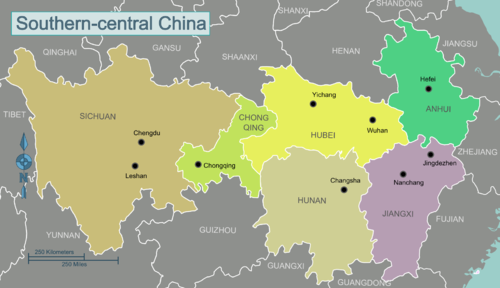 Southern-central China
SHANDONG
QINGHAI
GANSU
SHAANXI
HENAN
JIANGSU
TIBET
SICHUAN
Chengdu
Leshan
CHONG
QING
Chongqing
Yichang
HUBEI
Wuhan
Hefei
ANHUI
ZHEJIANG
Jingdezhen
Nanchang
JIANGXI
Changsha
HUNAN
FUJIAN
N
YUNNAN
GUIZHOU
GUANGXI
GUANGDONG
250 Kilometers
250 Miles